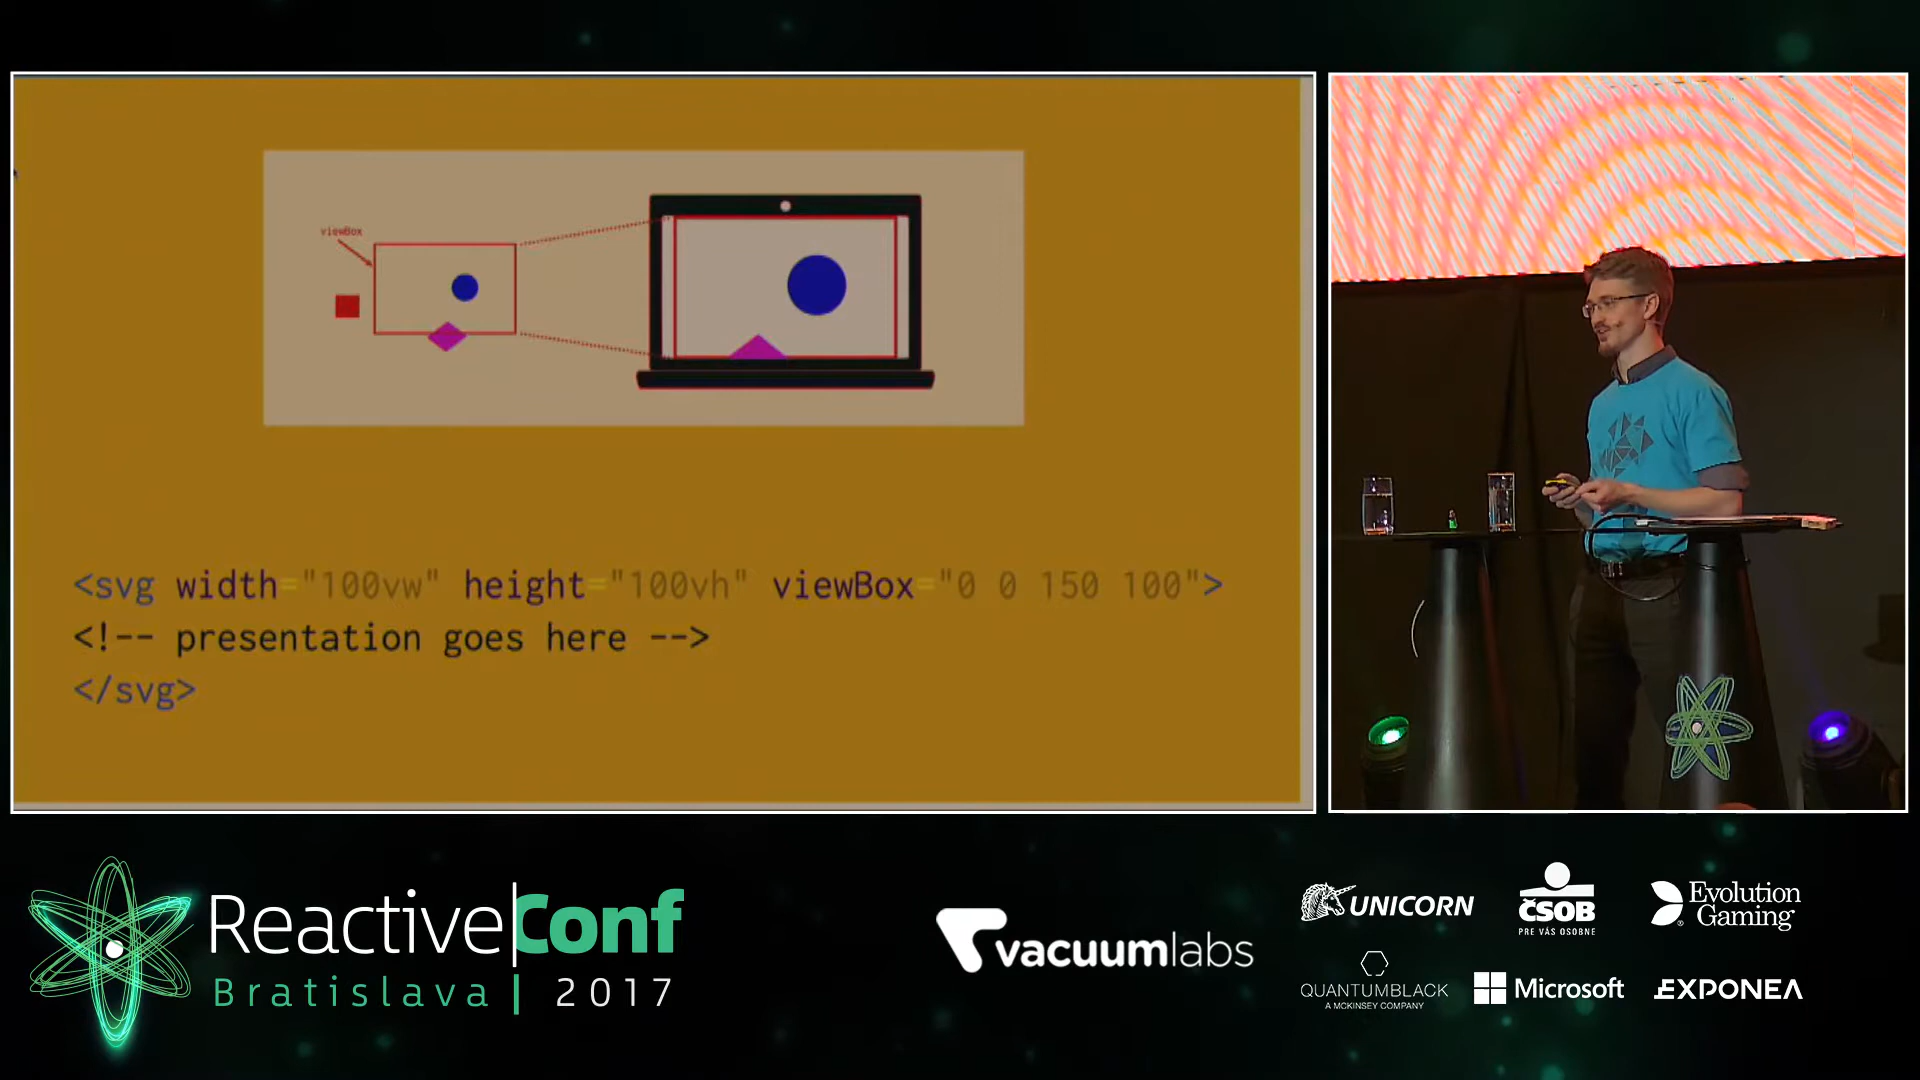 viewBox
<svg width="100vw" height="100vh" viewBox="0 0 150 100">
<!-- presentation goes here -->
</svg>
ReactiveConf
Bratislava | 2017
vacuumlabs
UNICORN
ČSOB
PRE VÁS OSOBNE
Evolution
Gaming
QUANTUMBLACK
A MCKINSEY COMPANY
Microsoft
EXPONEA